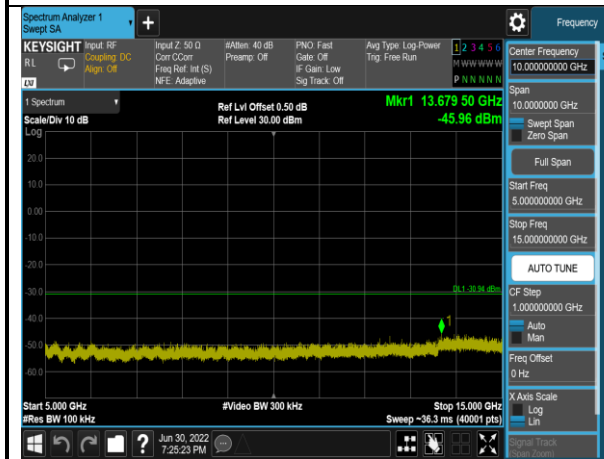 Spectrum Analyzer 1
Swept SA
+
Frequency
KEYSIGHT
RL
LXI
Input: RF
Coupling: DC
Align: Off
Input Z: 50 Ω
Corr CCorr
Freq Ref: Int (S)
NFE: Adaptive
#Atten: 40 dB
Preamp: Off
PNO: Fast
Gate: Off
IF Gain: Low
Sig Track: Off
Avg Type: Log-Power
Trig: Free Run
1 2 3 4 5 6
M W W W W W
P N N N N N
1 Spectrum
Scale/Div 10 dB
Ref Lvl Offset 0.50 dB
Ref Level 30.00 dBm
Mkr1 13.679 50 GHz
-45.96 dBm
Log
20.0
10.0
0.00
-10.0
-20.0
-30.0
-40.0
-50.0
-60.0
DL1 -30.94 dBm
1
Start 5.000 GHz
#Res BW 100 kHz
#Video BW 300 kHz
Stop 15.000 GHz
Sweep ~36.3 ms (40001 pts)
Center Frequency
10.000000000 GHz
Span
10.0000000 GHz
Swept Span
Zero Span
Full Span
Start Freq
5.000000000 GHz
Stop Freq
15.000000000 GHz
AUTO TUNE
CF Step
1.000000000 GHz
Auto
Man
Freq Offset
0 Hz
X Axis Scale
Log
Lin
Signal Track
(Span Zoom)
?
Jun 30, 2022
7:25:23 PM